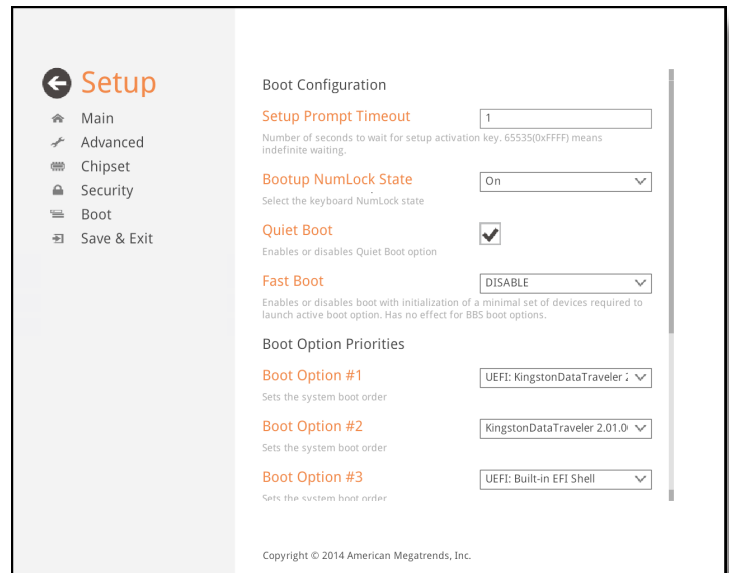 Setup
Main
Advanced
Chipset
Security
Boot
Save & Exit
Boot Configuration
Setup Prompt Timeout
1
Number of seconds to wait for setup activation key. 65535(0xFFFF) means
indefinite waiting.
Bootup NumLock State
On
Select the keyboard NumLock state
Quiet Boot
Enables or disables Quiet Boot option
Fast Boot
DISABLE
Enables or disables boot with initialization of a minimal set of devices required to
launch active boot option. Has no effect for BBS boot options.
Boot Option Priorities
Boot Option #1
UEFI: KingstonDataTraveler
Sets the system boot order
Boot Option #2
KingstonDataTraveler 2.01.0
Sets the system boot order
Boot Option #3
UEFI: Built-in EFI Shell
Sets the system boot order
Copyright © 2014 American Megatrends, Inc.